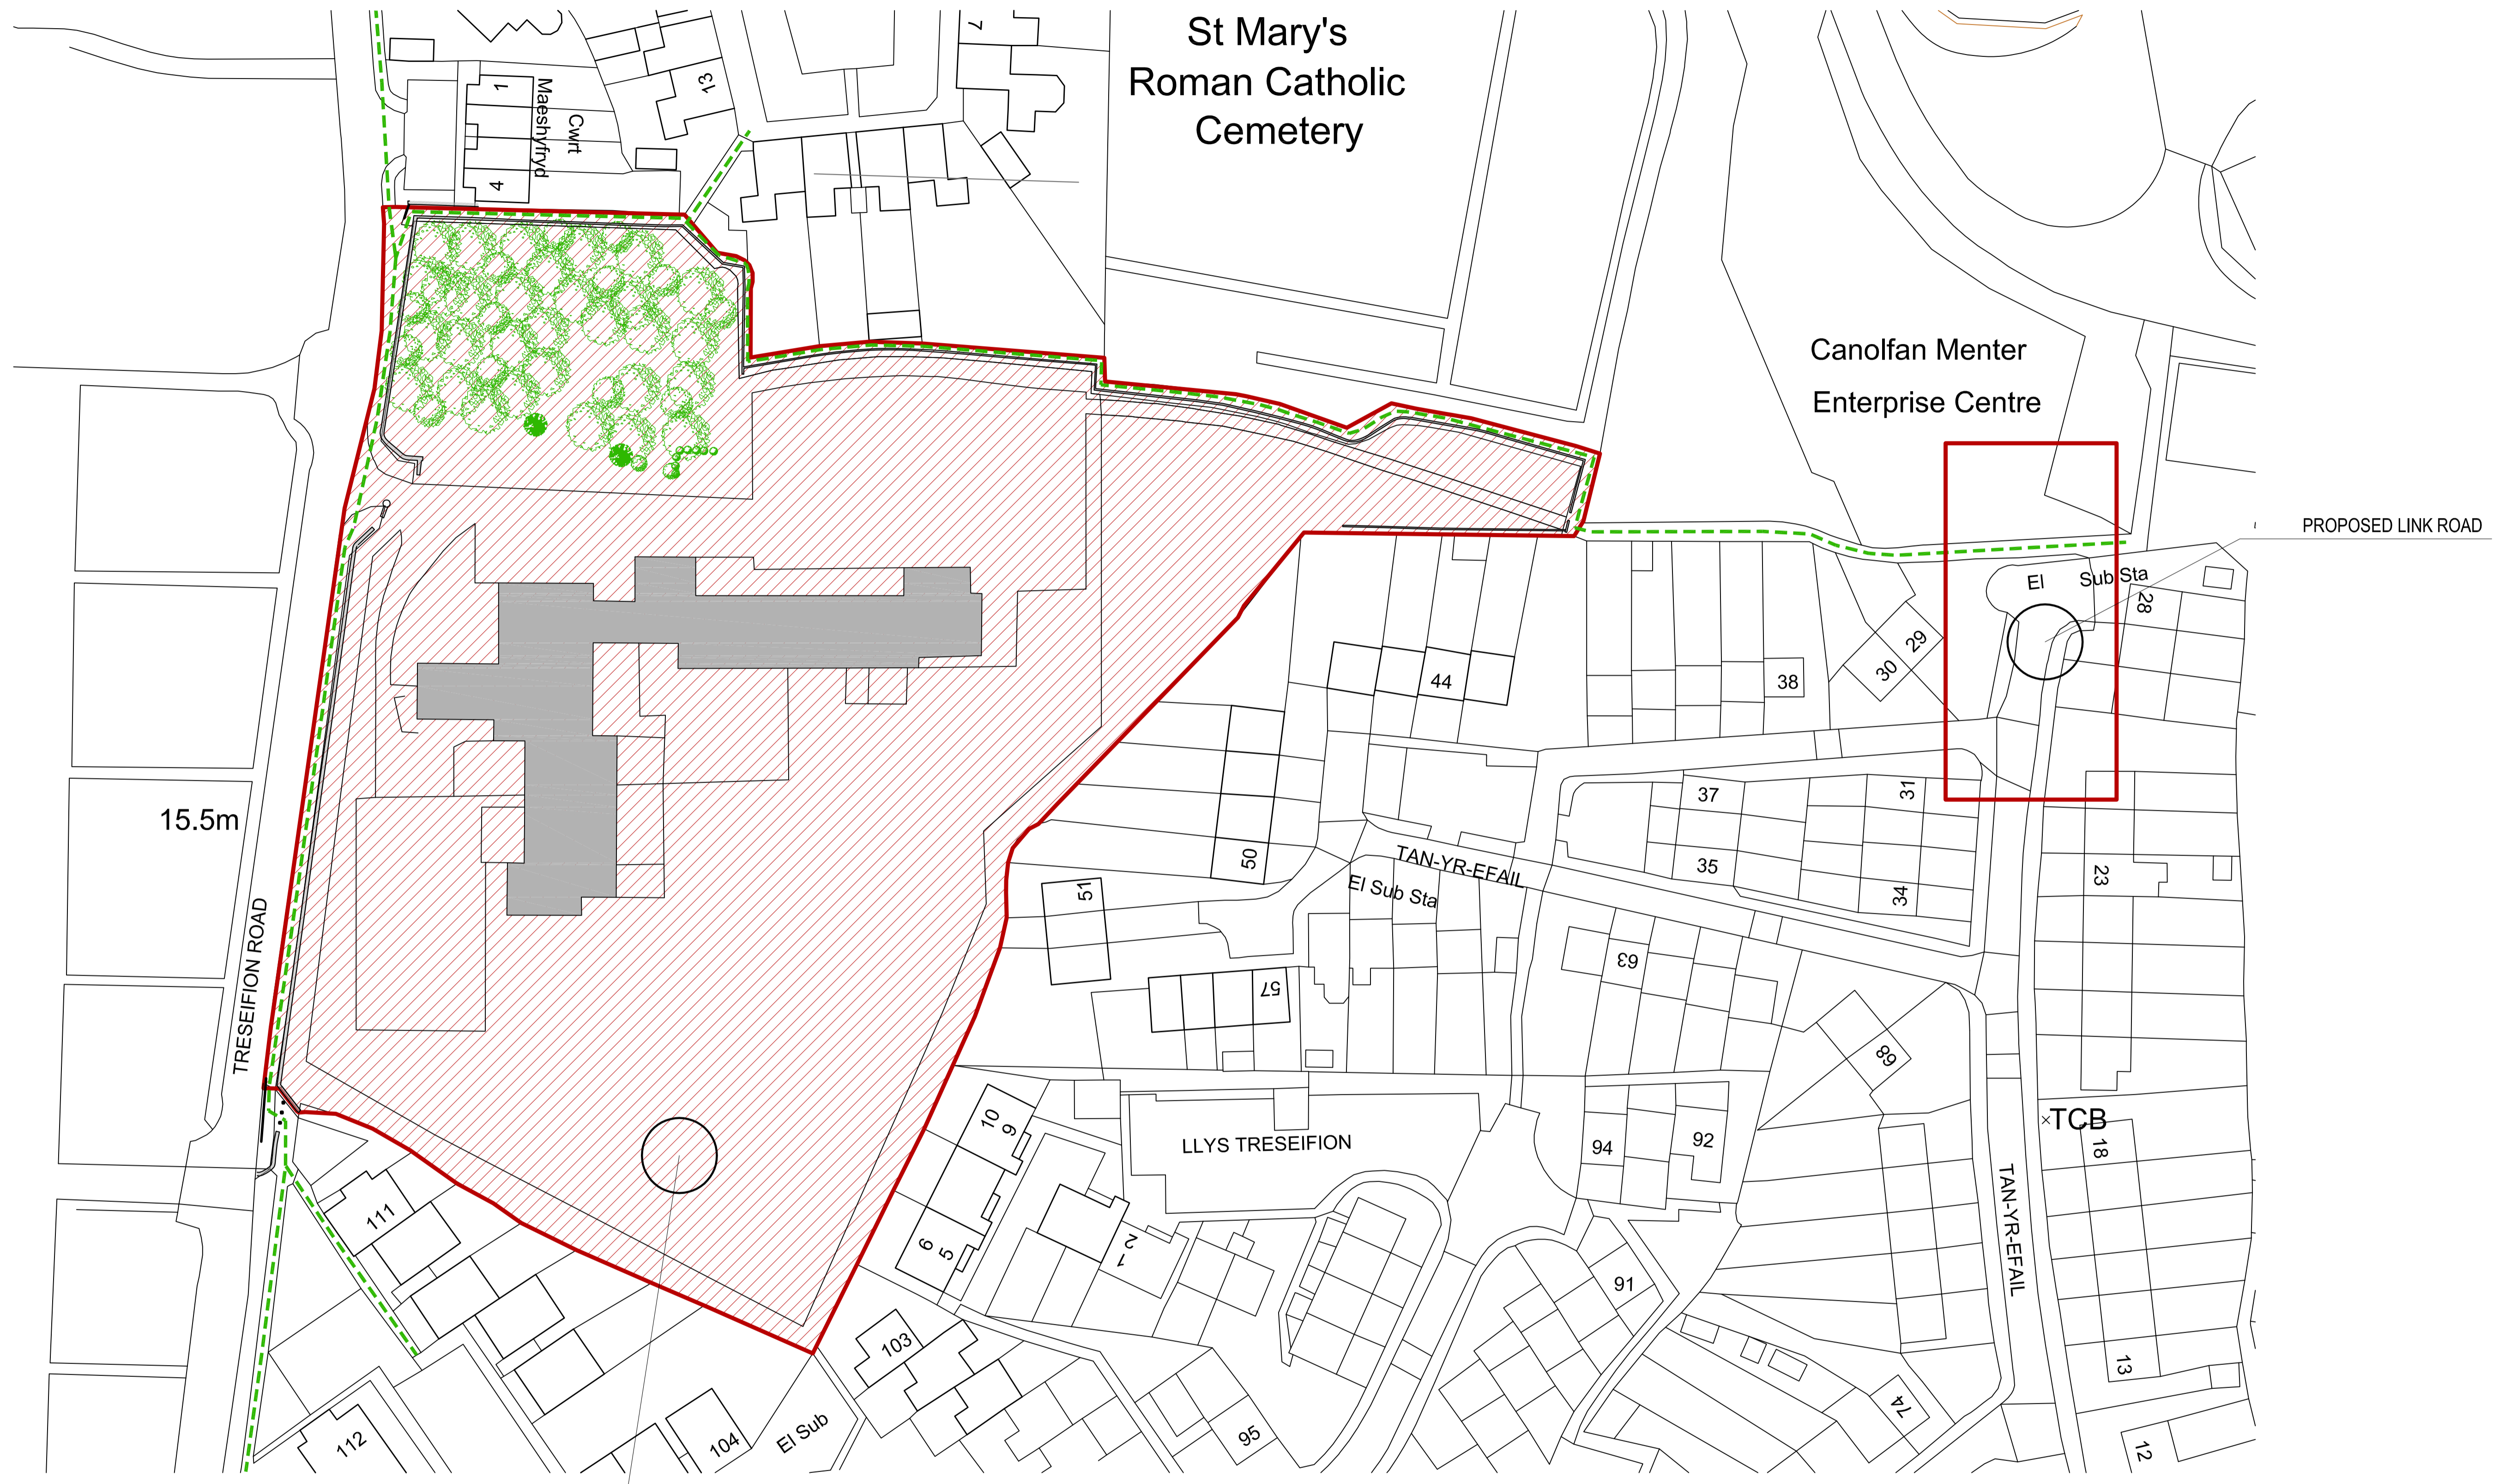 St Mary's
Roman Catholic
Cemetery
7
13
1
Maeshyfryd
Cwrt
4
Canolfan Menter
Enterprise Centre
PROPOSED LINK ROAD
El
Sub Sta
28
29
30
44
38
15.5m
37
31
35
34
50
TAN-YR-EFAIL
El Sub Sta
51
23
TRESEIFION ROAD
63
57
68
10
9
LLYS TRESEIFION
94
92
TCB
18
TAN-YR-EFAIL
111
6
5
2
1
91
103
13
74
112
104
El Sub
95
12